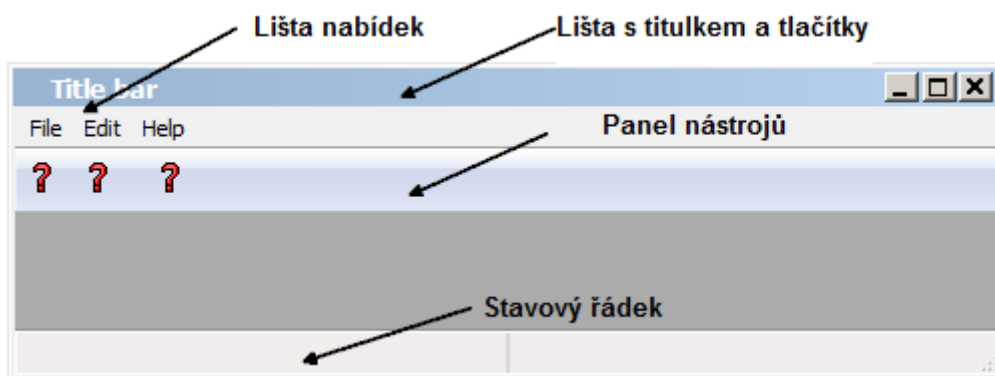 Lišta nabídek
Lišta s titulkem a tlačítky
Title bar
File Edit Help
Panel nástrojů
? ? ?
Stavový řádek